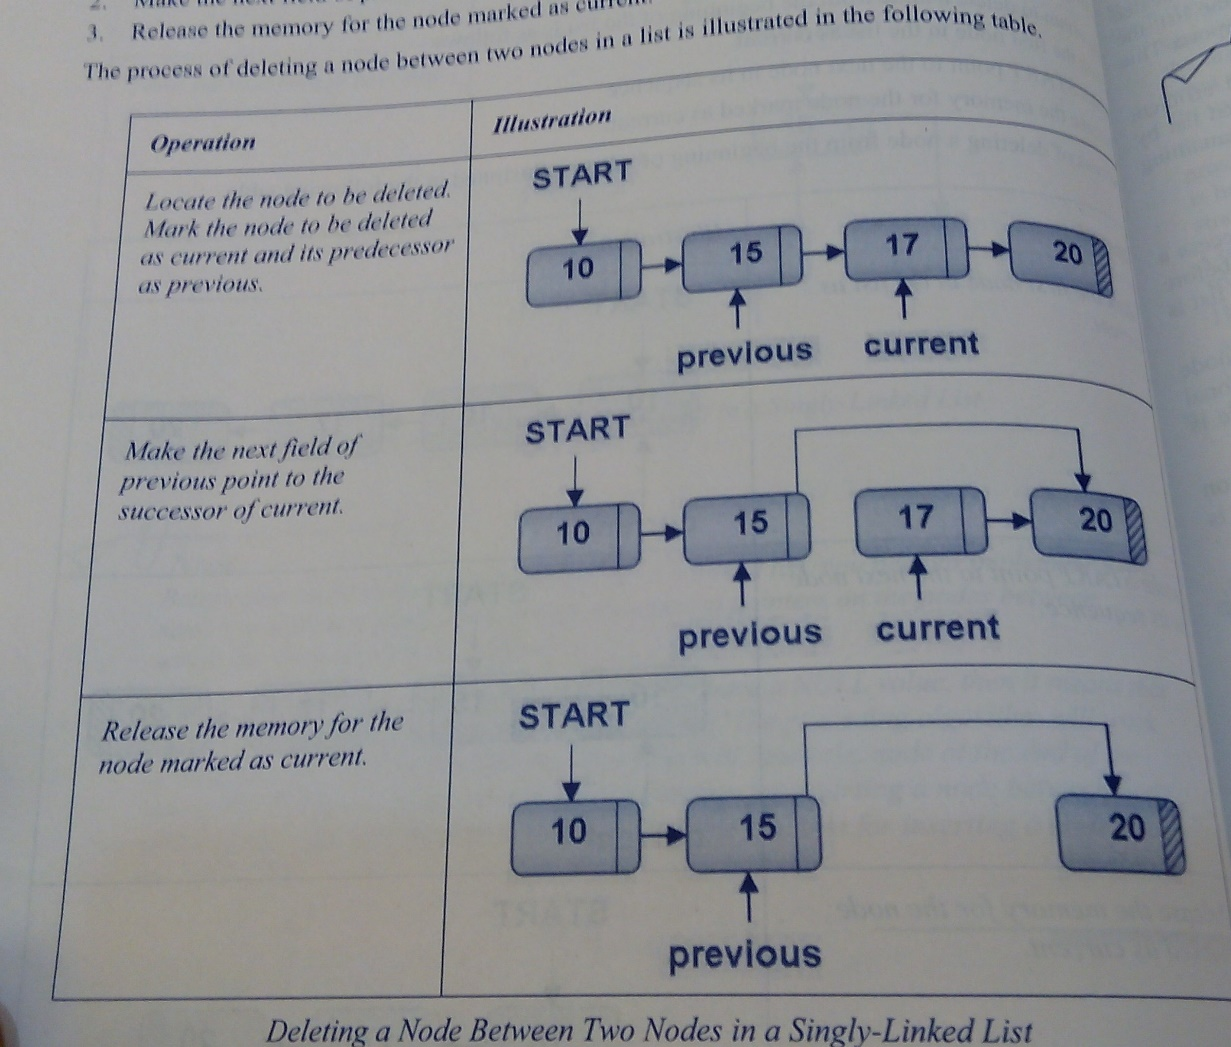 3. Release the memory for the node marked as current.
The process of deleting a node between two nodes in a list is illustrated in the following table.
Operation
Illustration
Locate the node to be deleted.
Mark the node to be deleted
as current and its predecessor
as previous.
START
10 15 17 20
previous current
Make the next field of
previous point to the
successor of current.
START
10 15 17 20
previous current
Release the memory for the
node marked as current.
START
10 15 20
previous
Deleting a Node Between Two Nodes in a Singly-Linked List